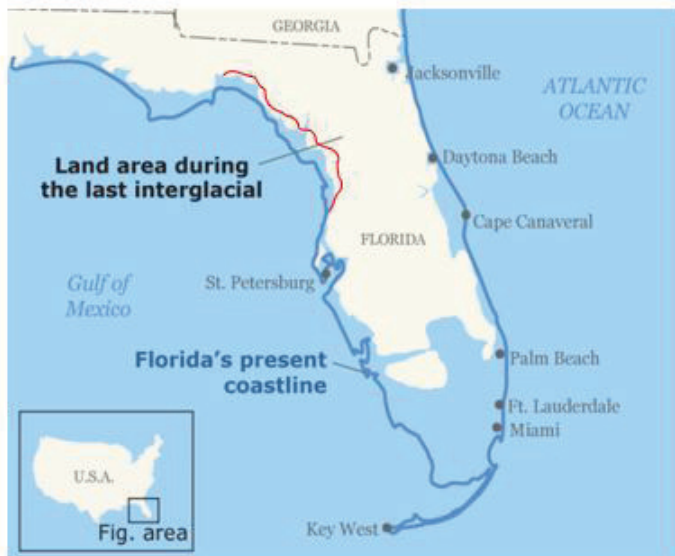 GEORGIA
Jacksonville
ATLANTIC
OCEAN
Land area during
the last interglacial
Daytona Beach
Cape Canaveral
FLORIDA
St. Petersburg
Gulf of
Mexico
Florida's present
coastline
Palm Beach
Ft. Lauderdale
Miami
U.S.A.
Fig. area
Key West